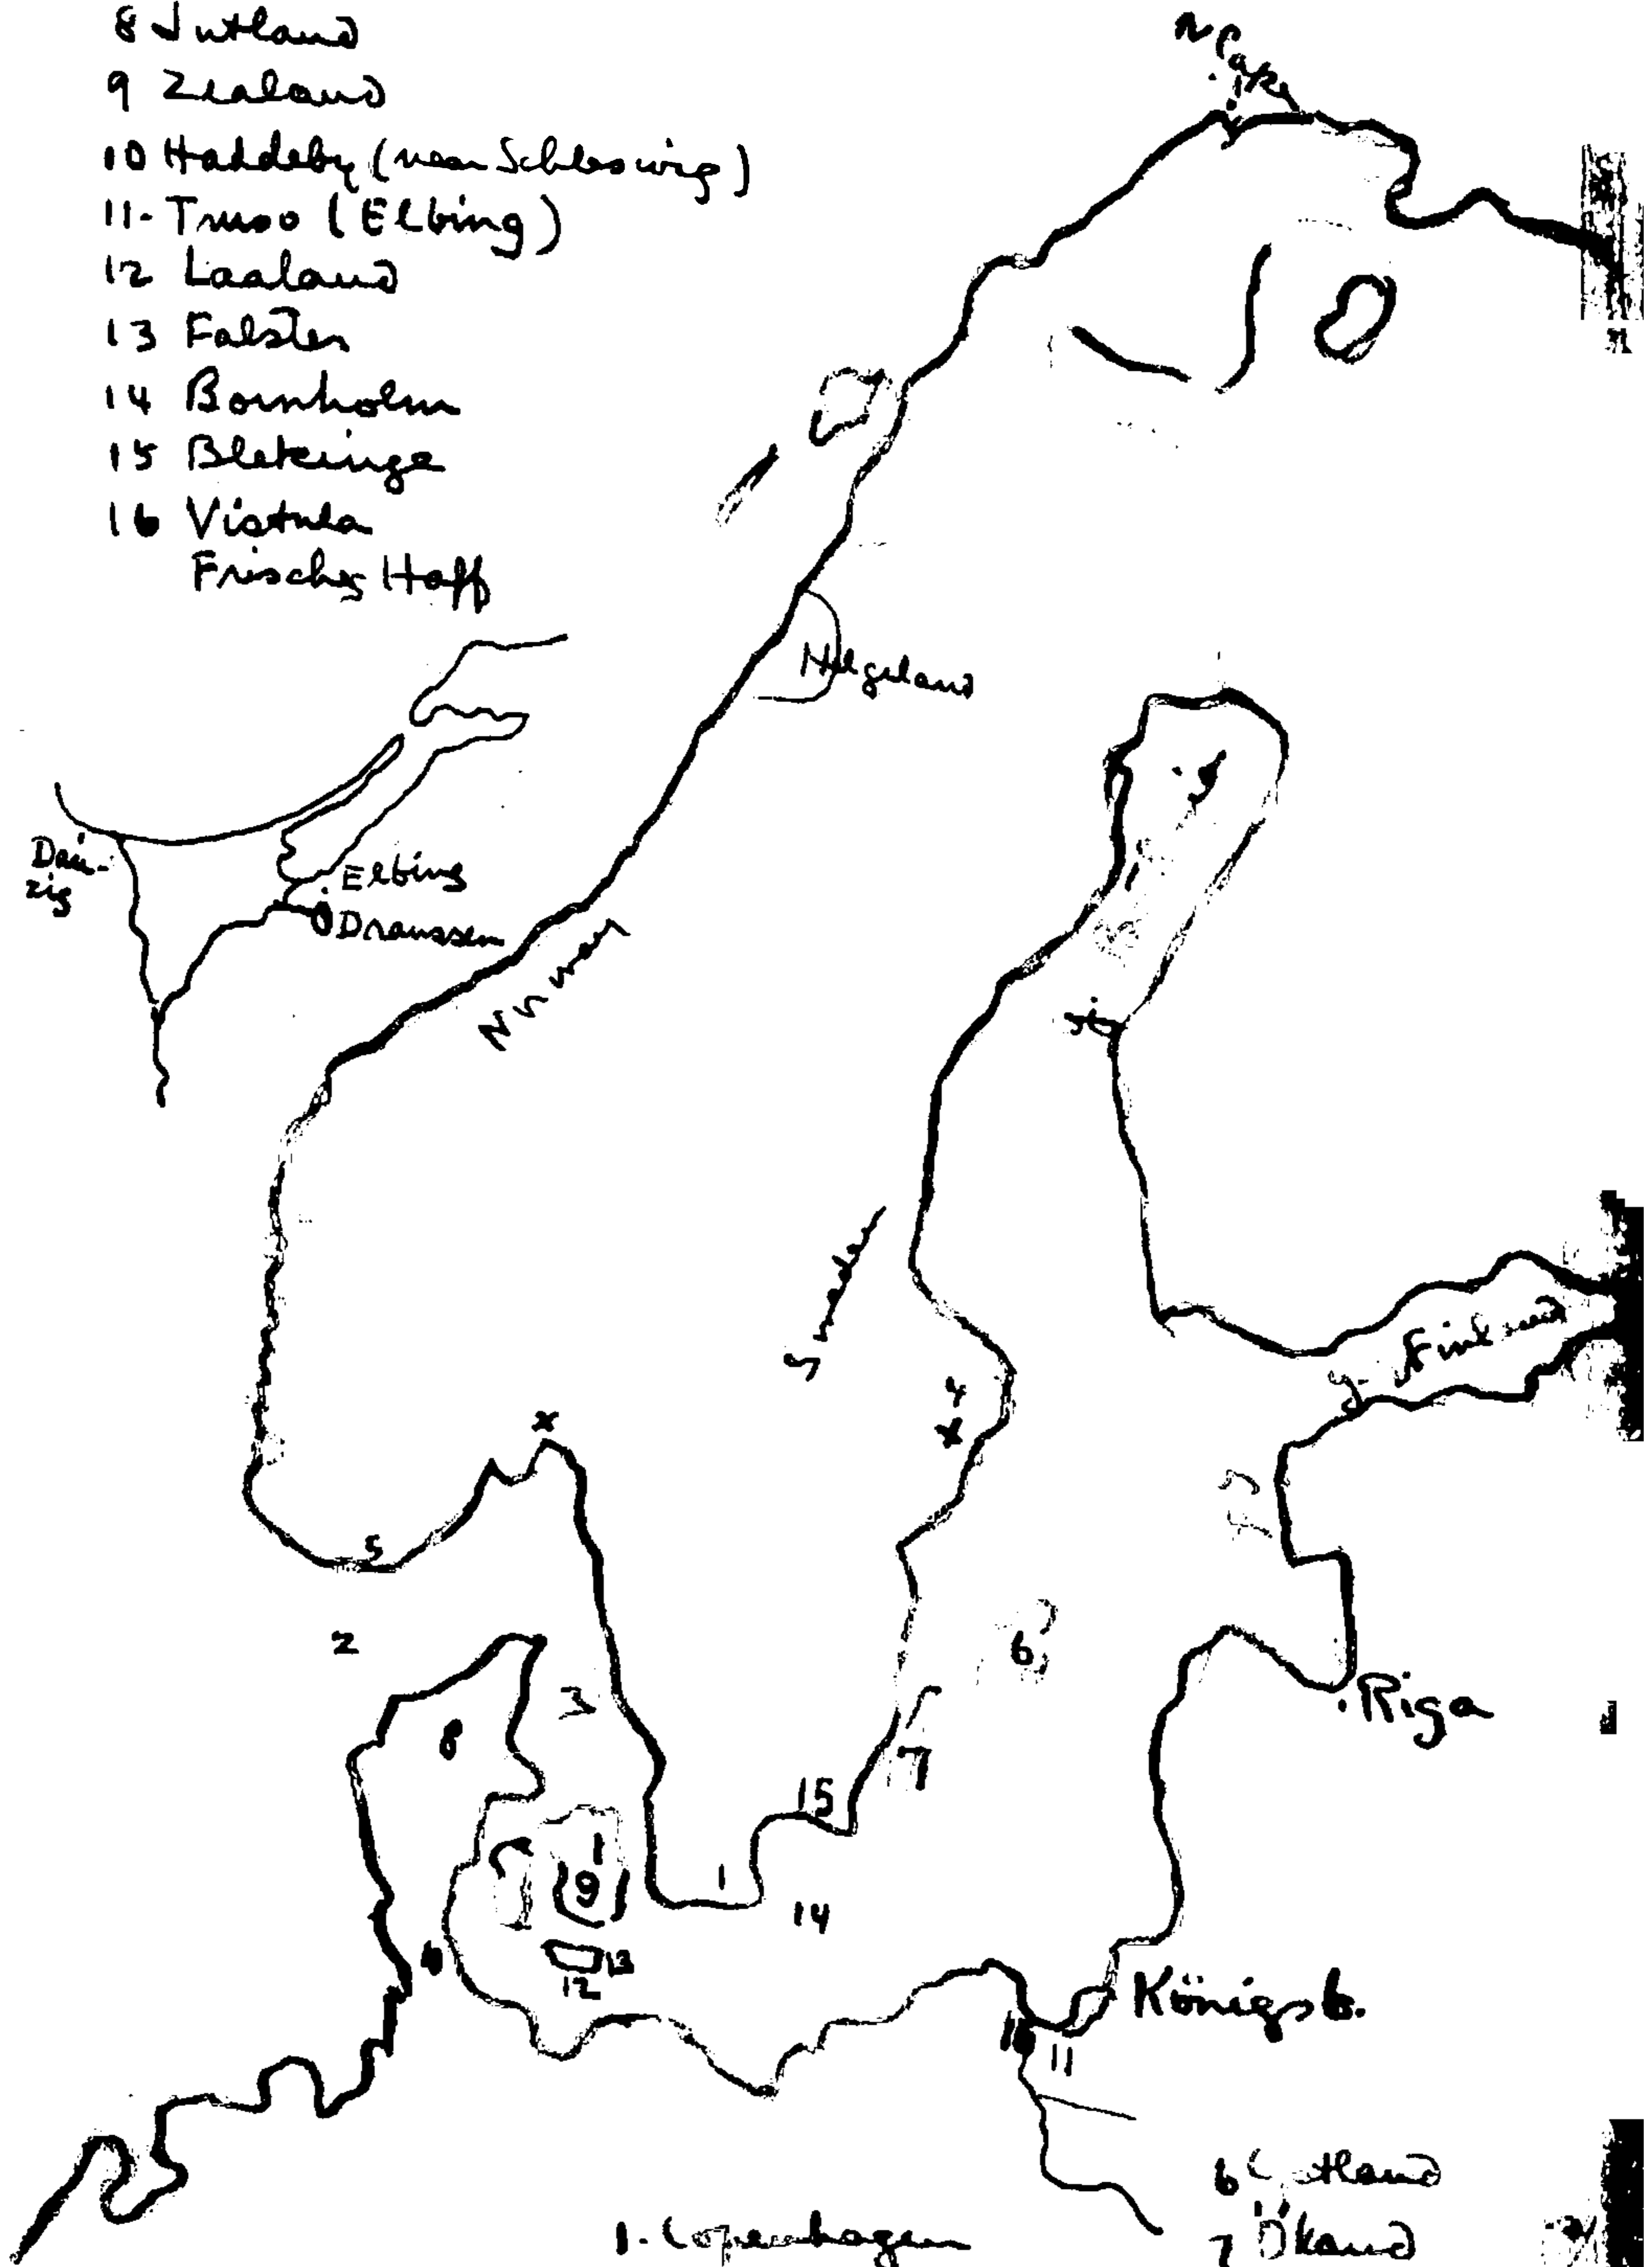 8 Jutland
9 Zealand
10 Haddeby (near Schleswig)
11. Truso (Elbing)
12 Laaland
13 Falster
14 Bornholm
15 Blekinge
16 Vistula
Frisches Haff
N. Cape
Helgeland
Dan-
zig
Elbing
Draussen
Norway
Sweden
Finland
x
4
x
5
2
3
6
7
8
15
1
1
9
14
13
12
Riga
Königsb.
11
6 Gotland
7 Öland
1. Copenhagen